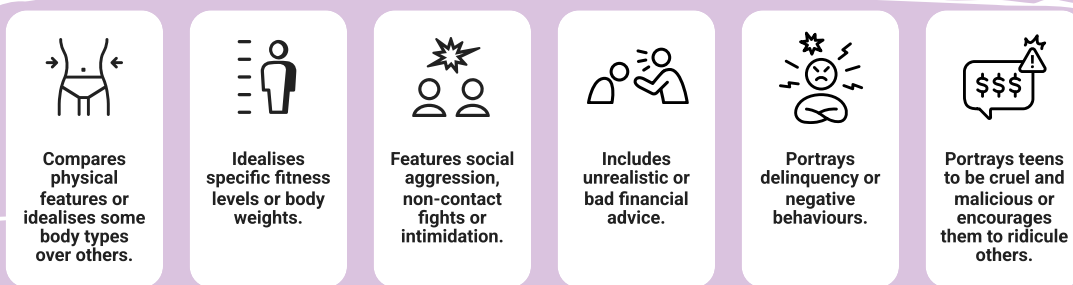 $$$
Compares
physical
features or
idealises some
body types
over others.
Idealises
specific fitness
levels or body
weights.
Features social
aggression,
non-contact
fights or
intimidation.
Includes
unrealistic or
bad financial
advice.
Portrays
delinquency or
negative
behaviours.
Portrays teens
to be cruel and
malicious or
encourages
them to ridicule
others.